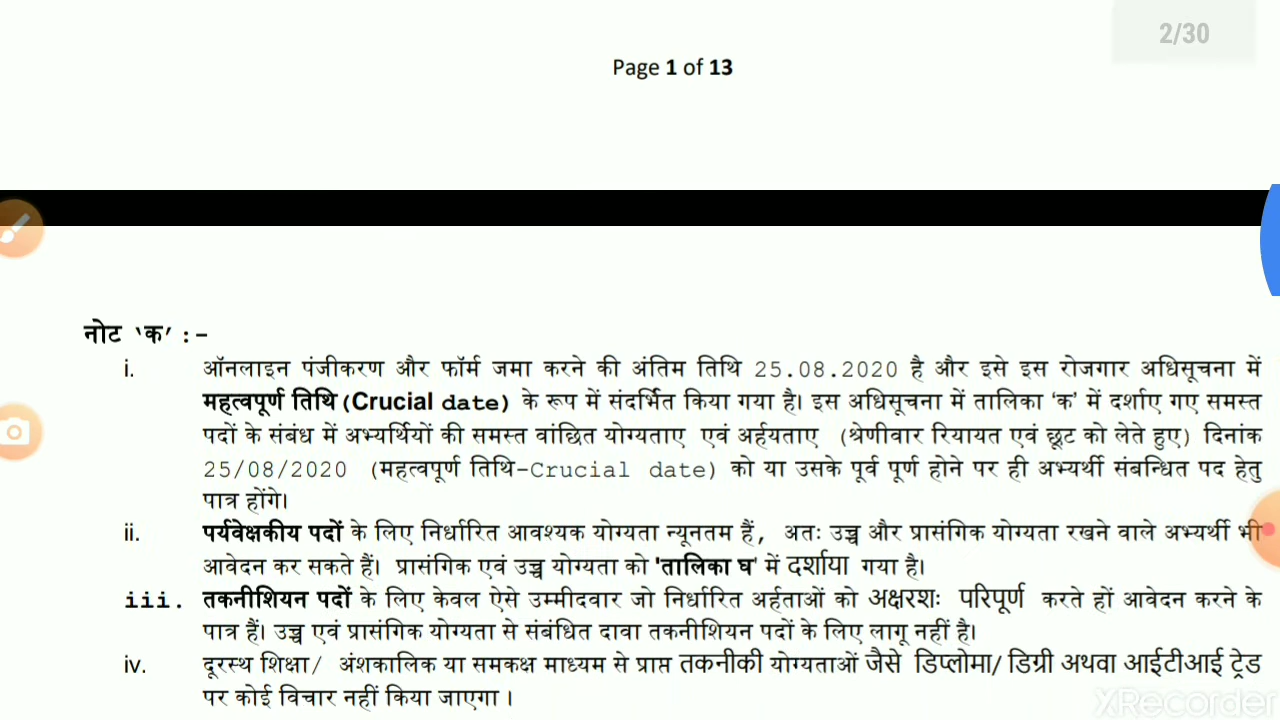 2/30
Page 1 of 13
नोट ‘क’ :-
i. ऑनलाइन पंजीकरण और फॉर्म जमा करने की अंतिम तिथि 25.08.2020 है और इसे इस रोजगार अधिसूचना में
महत्वपूर्ण तिथि (Crucial date) के रूप में संदर्भित किया गया है। इस अधिसूचना में तालिका ‘क’ में दर्शाए गए समस्त
पदों के संबंध में अभ्यर्थियों की समस्त वांछित योग्यताए एवं अर्हयताए (श्रेणीवार रियायत एवं छूट को लेते हुए) दिनांक
25/08/2020 (महत्वपूर्ण तिथि-Crucial date) को या उसके पूर्व पूर्ण होने पर ही अभ्यर्थी संबन्धित पद हेतु
पात्र होंगे।
ii. पर्यवेक्षकीय पदों के लिए निर्धारित आवश्यक योग्यता न्यूनतम हैं, अतः उच्च और प्रासंगिक योग्यता रखने वाले अभ्यर्थी भी
आवेदन कर सकते हैं। प्रासंगिक एवं उच्च योग्यता को 'तालिका घ' में दर्शाया गया है।
iii. तकनीशियन पदों के लिए केवल ऐसे उम्मीदवार जो निर्धारित अर्हताओं को अक्षरशः परिपूर्ण करते हों आवेदन करने के
पात्र हैं। उच्च एवं प्रासंगिक योग्यता से संबंधित दावा तकनीशियन पदों के लिए लागू नहीं है।
iv. दूरस्थ शिक्षा/ अंशकालिक या समकक्ष माध्यम से प्राप्त तकनीकी योग्यताओं जैसे डिप्लोमा/ डिग्री अथवा आईटीआई ट्रेड
पर कोई विचार नहीं किया जाएगा ।
XRecorder